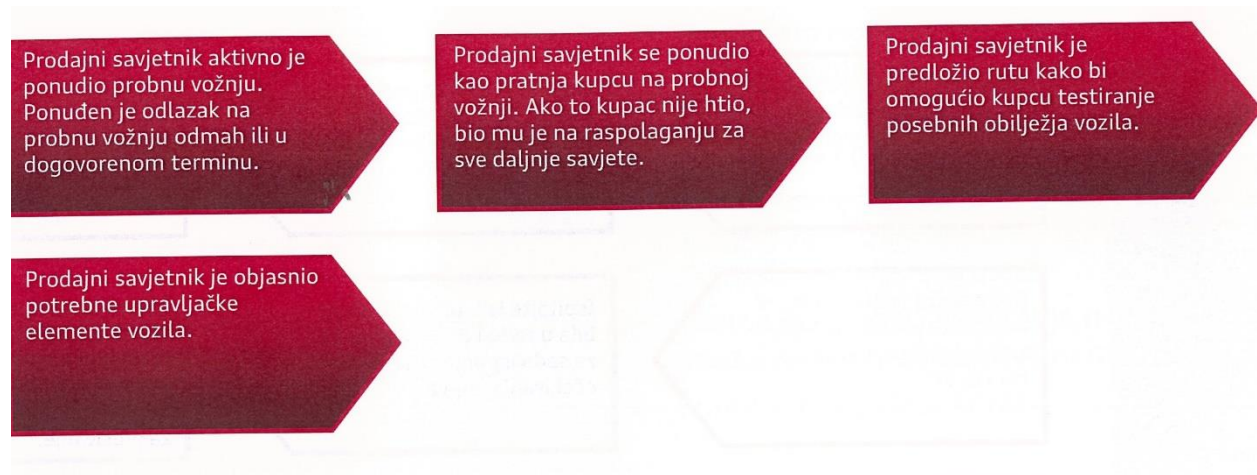 Prodajni savjetnik aktivno je
ponudio probnu vožnju.
Ponuđen je odlazak na
probnu vožnju odmah ili u
dogovorenom terminu.
Prodajni savjetnik se ponudio
kao pratnja kupcu na probnoj
vožnji. Ako to kupac nije htio,
bio mu je na raspolaganju za
sve daljnje savjete.
Prodajni savjetnik je
predložio rutu kako bi
omogućio kupcu testiranje
posebnih obilježja vozila.
Prodajni savjetnik je objasnio
potrebne upravljačke
elemente vozila.